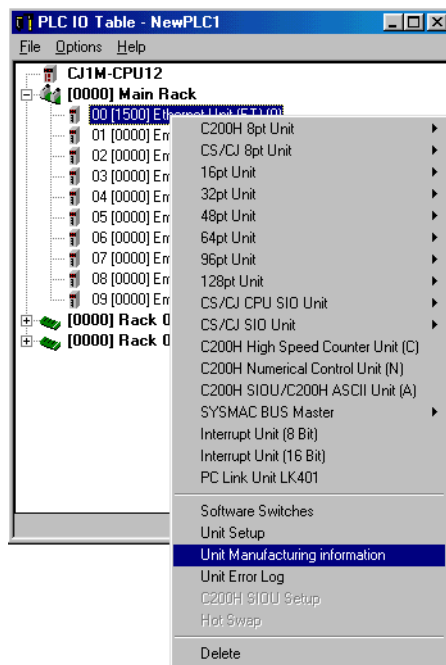 PLC IO Table - NewPLC1
File Options Help
CJ1M-CPU12
[0000] Main Rack
00 [1500] Ethernet Unit (ET) (0)
01 [0000] Em
02 [0000] Em
03 [0000] Em
04 [0000] Em
05 [0000] Em
06 [0000] Em
07 [0000] Em
08 [0000] Em
09 [0000] Em
[0000] Rack 0
[0000] Rack 0
C200H 8pt Unit
CS/CJ 8pt Unit
16pt Unit
32pt Unit
48pt Unit
64pt Unit
96pt Unit
128pt Unit
CS/CJ CPU SIO Unit
CS/CJ SIO Unit
C200H High Speed Counter Unit (C)
C200H Numerical Control Unit (N)
C200H SIOU/C200H ASCII Unit (A)
SYSMAC BUS Master
Interrupt Unit (8 Bit)
Interrupt Unit (16 Bit)
PC Link Unit LK401
Software Switches
Unit Setup
Unit Manufacturing information
Unit Error Log
C200H SIOU Setup
Hot Swap
Delete